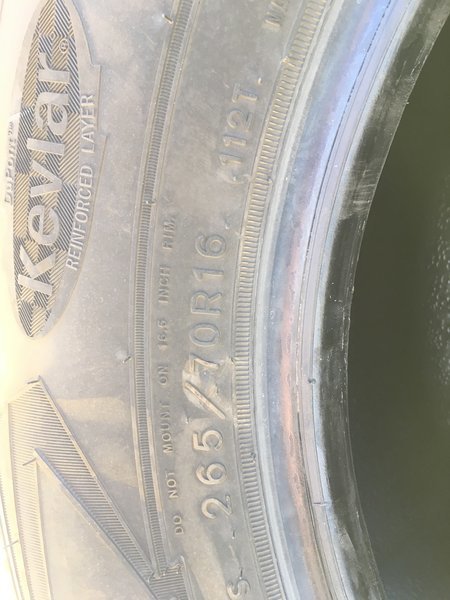 DuPont™
Kevlar®
REINFORCED LAYER
DO NOT MOUNT ON 16.5 INCH RIM.
265/70R16 112T